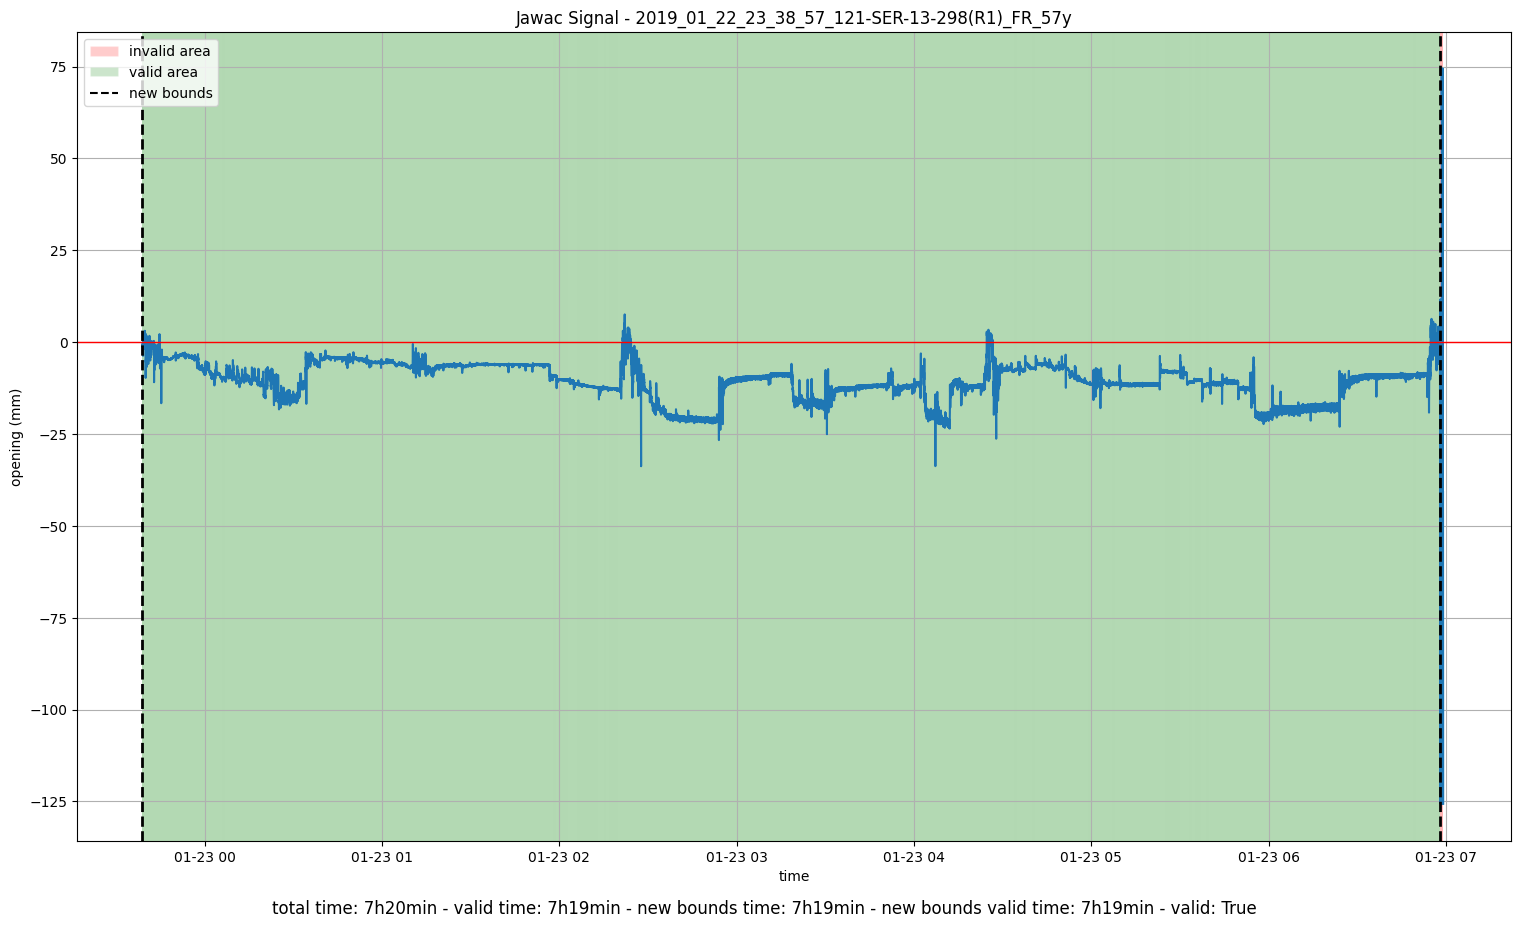 Jawac Signal - 2019_01_22_23_38_57_121-SER-13-298(R1)_FR_57y
invalid area
valid area
new bounds
75
50
25
0
−25
−50
−75
−100
−125
opening (mm)
01-23 00
01-23 01
01-23 02
01-23 03
01-23 04
01-23 05
01-23 06
01-23 07
time
total time: 7h20min - valid time: 7h19min - new bounds time: 7h19min - new bounds valid time: 7h19min - valid: True